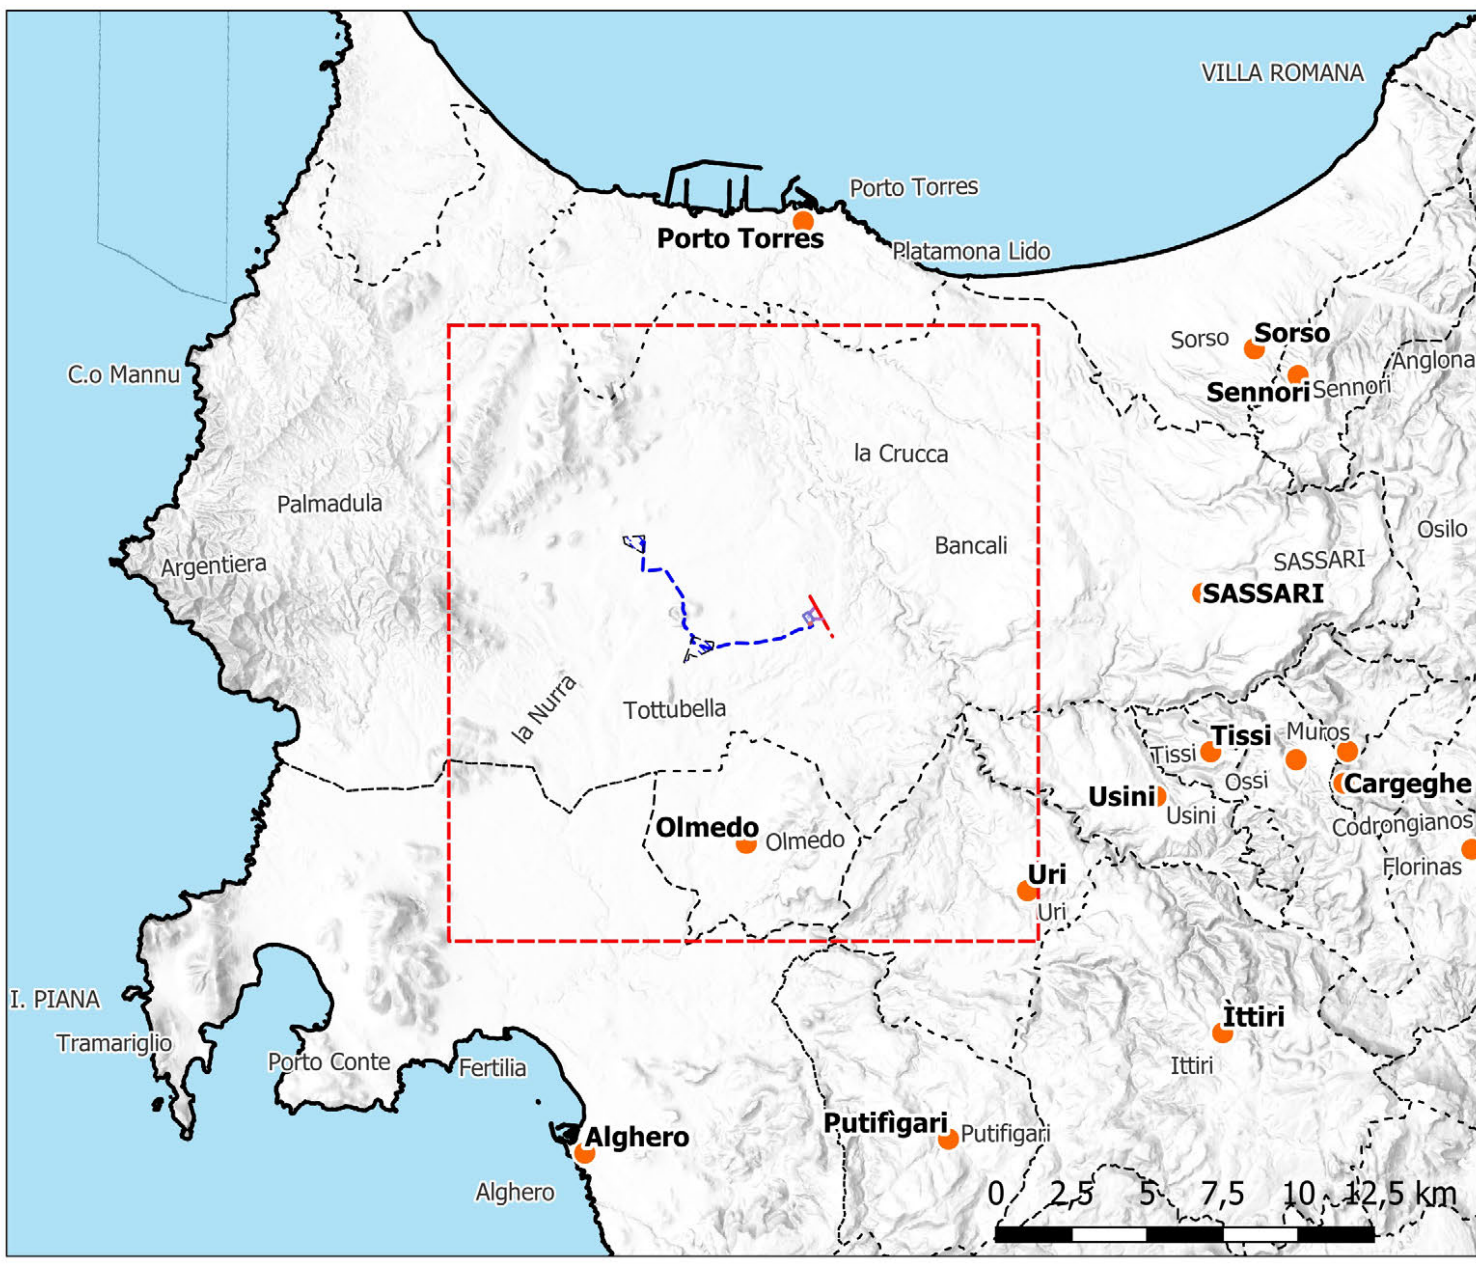 VILLA ROMANA
Porto Torres
Porto Torres
Platamona Lido
Sorso
Sorso
Anglona
C.o Mannu
Sennori
Sennori
la Crucca
Palmadula
Osilo
Bancali
SASSARI
Argentiera
SASSARI
la Nurra
Tottubella
Muros
Tissi
Tissi
Ossi
Cargeghe
Usini
Usini
Codrongianos
Olmedo
Olmedo
Florinas
Uri
Uri
I. PIANA
Ìttiri
Tramariglio
Porto Conte
Fertilia
Ittiri
Putifìgari
Putifigari
Alghero
Alghero
0 2,5 5 7,5 10 12,5 km